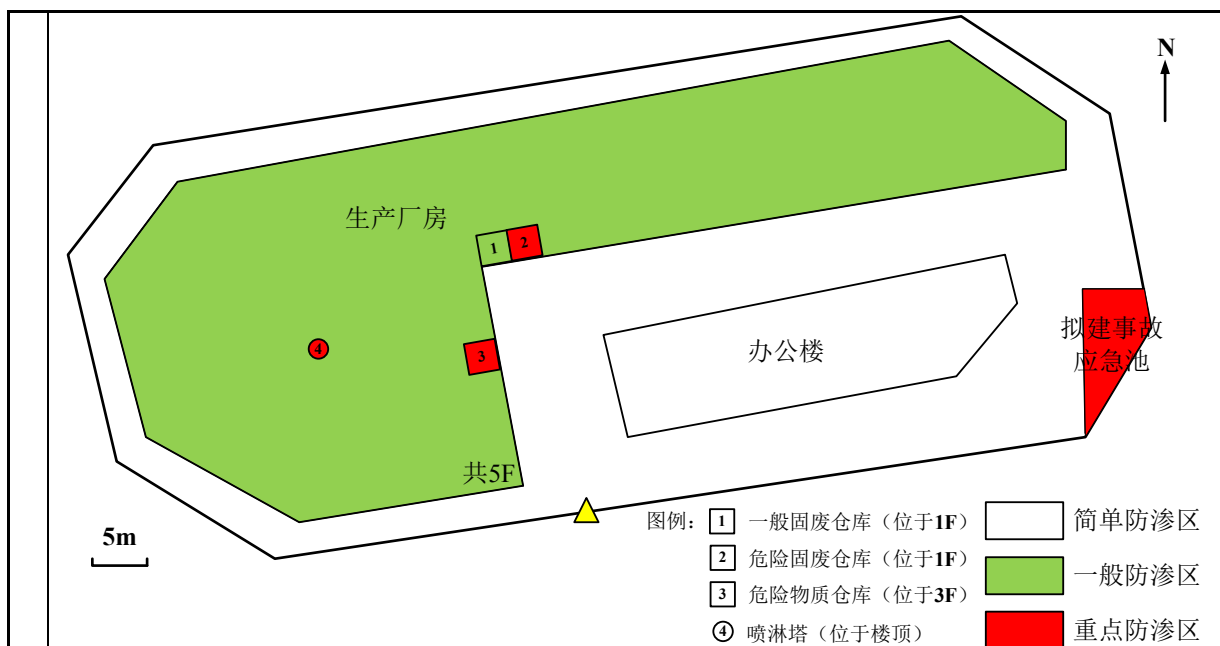 N
生产厂房
1
2
3
4
办公楼
拟建事故
应急池
共5F
5m
图例：
1 一般固废仓库（位于1F）
2 危险固废仓库（位于1F）
3 危险物质仓库（位于3F）
4 喷淋塔（位于楼顶）
简单防渗区
一般防渗区
重点防渗区